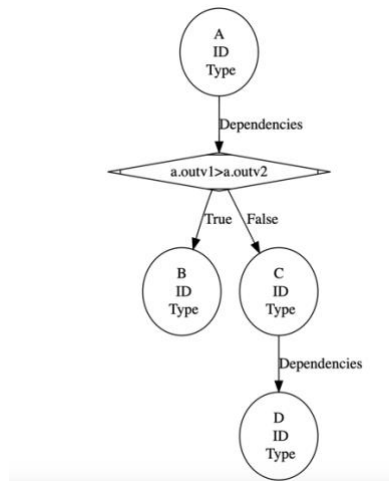 A
ID
Type
Dependencies
a.outv1>a.outv2
True
False
B
ID
Type
C
ID
Type
Dependencies
D
ID
Type